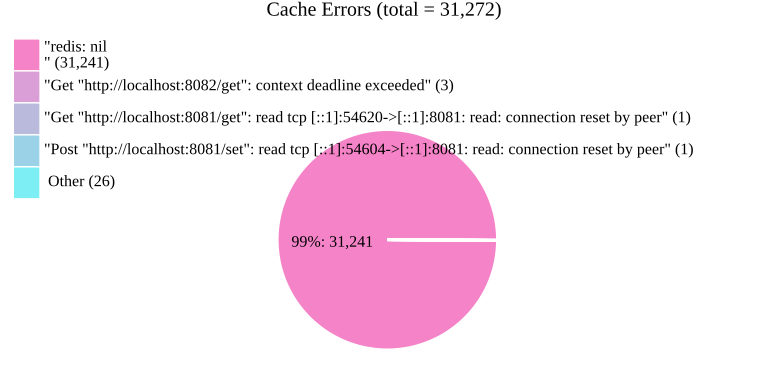 Cache Errors (total = 31,272)
"redis: nil
" (31,241)
"Get "http://localhost:8082/get": context deadline exceeded" (3)
"Get "http://localhost:8081/get": read tcp [::1]:54620->[::1]:8081: read: connection reset by peer" (1)
"Post "http://localhost:8081/set": read tcp [::1]:54604->[::1]:8081: read: connection reset by peer" (1)
Other (26)
99%: 31,241